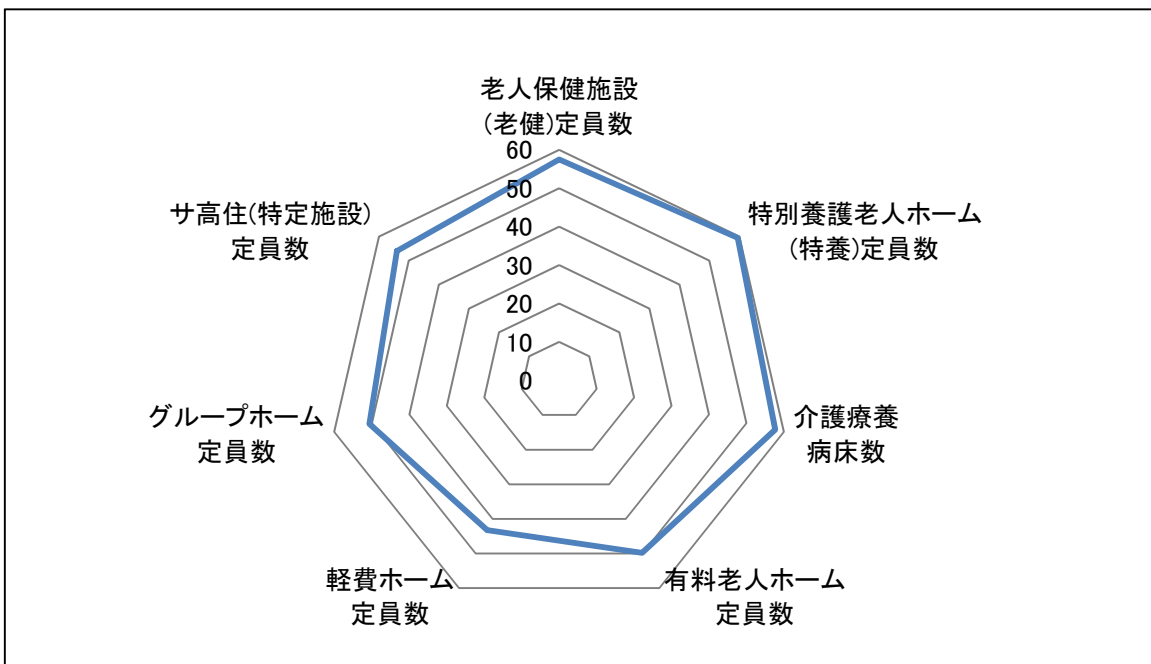 老人保健施設
(老健)定員数
60
50
40
30
20
10
0
特別養護老人ホーム
(特養)定員数
介護療養
病床数
有料老人ホーム
定員数
軽費ホーム
定員数
グループホーム
定員数
サ高住(特定施設)
定員数